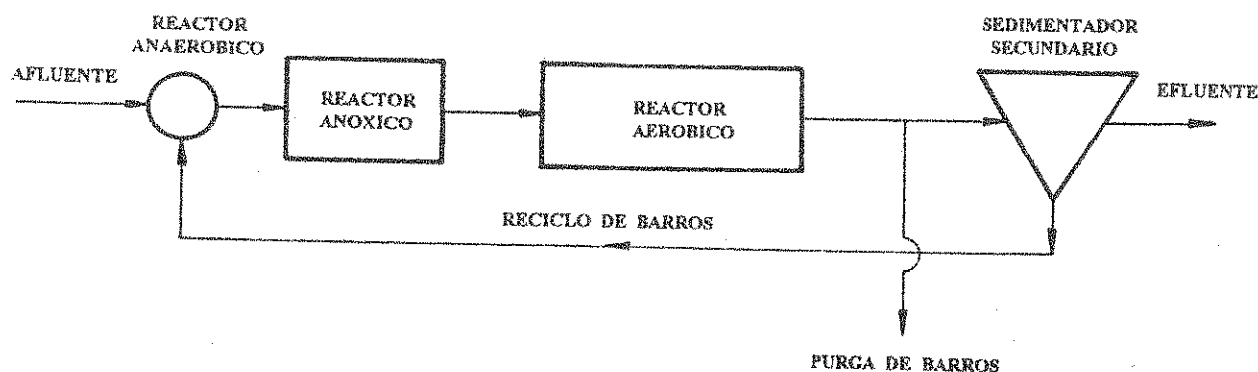 REACTOR
ANAEROBICO
SEDIMENTADOR
SECUNDARIO
AFLUENTE
REACTOR
ANOXICO
REACTOR
AEROBICO
EFLUENTE
RECICLO DE BARROS
PURGA DE BARROS